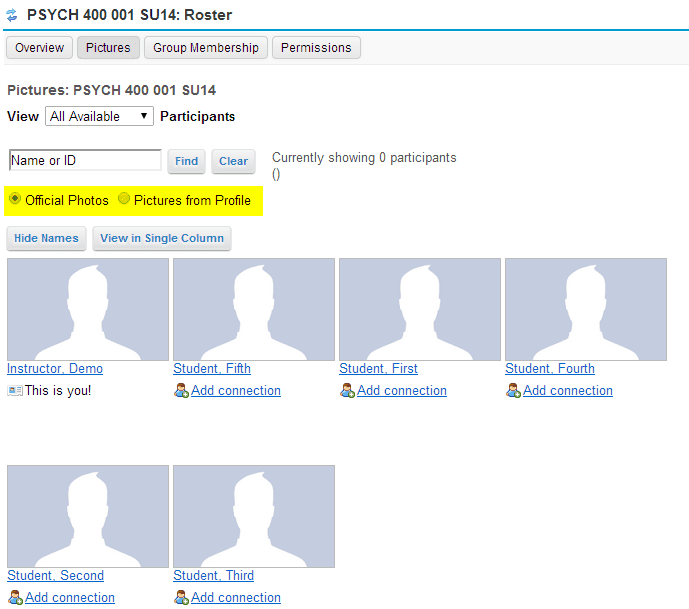 PSYCH 400 001 SU14: Roster
Overview Pictures Group Membership Permissions
Pictures: PSYCH 400 001 SU14
View All Available Participants
Name or ID Find Clear Currently showing 0 participants
()
Official Photos Pictures from Profile
Hide Names View in Single Column
Instructor, Demo Student, Fifth Student, First Student, Fourth
This is you! Add connection Add connection Add connection
Student, Second Student, Third
Add connection Add connection